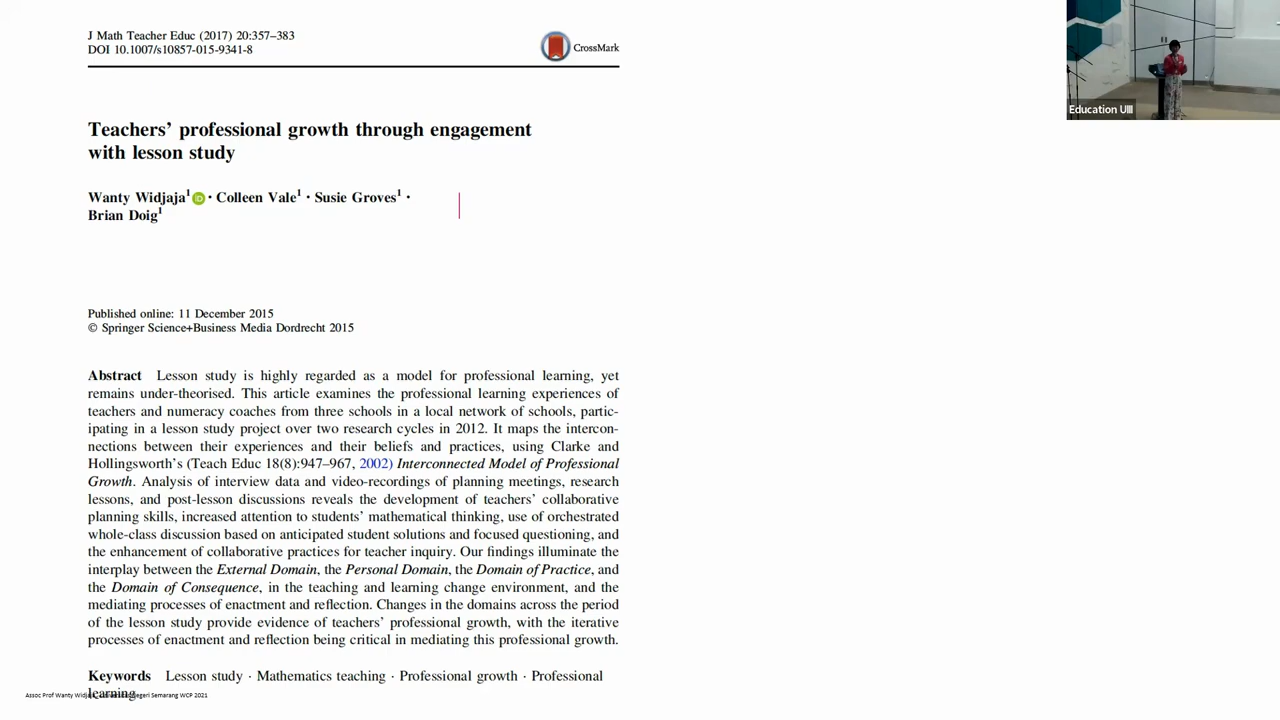 J Math Teacher Educ (2017) 20:357–383
DOI 10.1007/s10857-015-9341-8
CrossMark
Teachers' professional growth through engagement
with lesson study
Wanty Widjaja1 iD · Colleen Vale1 · Susie Groves1 ·
Brian Doig1
Published online: 11 December 2015
© Springer Science+Business Media Dordrecht 2015
Abstract Lesson study is highly regarded as a model for professional learning, yet
remains under-theorised. This article examines the professional learning experiences of
teachers and numeracy coaches from three schools in a local network of schools, partic-
ipating in a lesson study project over two research cycles in 2012. It maps the intercon-
nections between their experiences and their beliefs and practices, using Clarke and
Hollingsworth's (Teach Educ 18(8):947–967, 2002) Interconnected Model of Professional
Growth. Analysis of interview data and video-recordings of planning meetings, research
lessons, and post-lesson discussions reveals the development of teachers' collaborative
planning skills, increased attention to students' mathematical thinking, use of orchestrated
whole-class discussion based on anticipated student solutions and focused questioning, and
the enhancement of collaborative practices for teacher inquiry. Our findings illuminate the
interplay between the External Domain, the Personal Domain, the Domain of Practice, and
the Domain of Consequence, in the teaching and learning change environment, and the
mediating processes of enactment and reflection. Changes in the domains across the period
of the lesson study provide evidence of teachers' professional growth, with the iterative
processes of enactment and reflection being critical in mediating this professional growth.
Keywords Lesson study · Mathematics teaching · Professional growth · Professional
learning
Assoc Prof Wanty Semarang WCP 2021
Education UIII